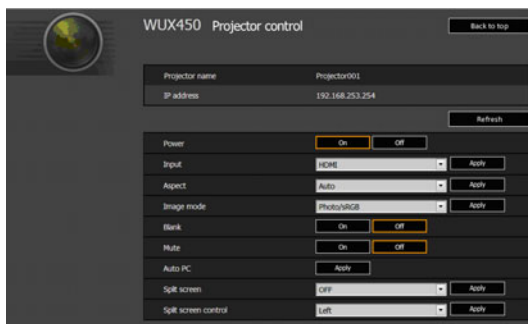 WUX450 Projector control
Back to top
Projector name Projector001
IP address 192.168.253.254
Refresh
Power On Off
Input HDMI Apply
Aspect Auto Apply
Image mode Photo/sRGB Apply
Blank On Off
Mute On Off
Auto PC Apply
Split screen OFF Apply
Split screen control Left Apply